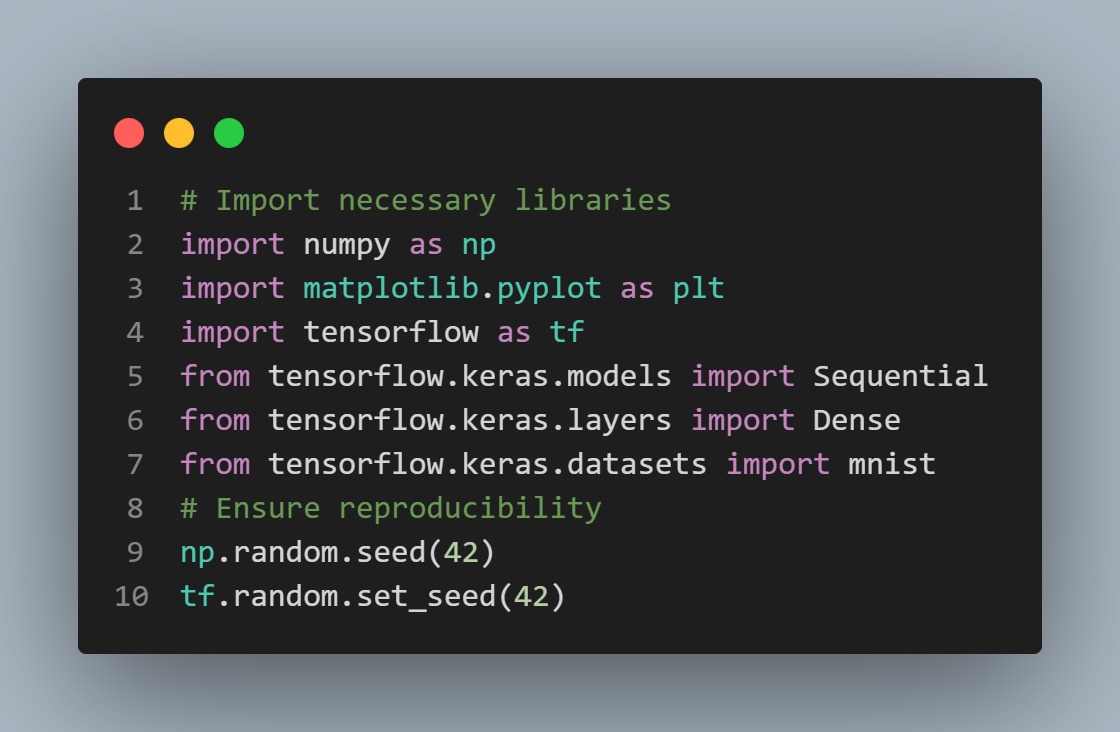 1 # Import necessary libraries
2 import numpy as np
3 import matplotlib.pyplot as plt
4 import tensorflow as tf
5 from tensorflow.keras.models import Sequential
6 from tensorflow.keras.layers import Dense
7 from tensorflow.keras.datasets import mnist
8 # Ensure reproducibility
9 np.random.seed(42)
10 tf.random.set_seed(42)